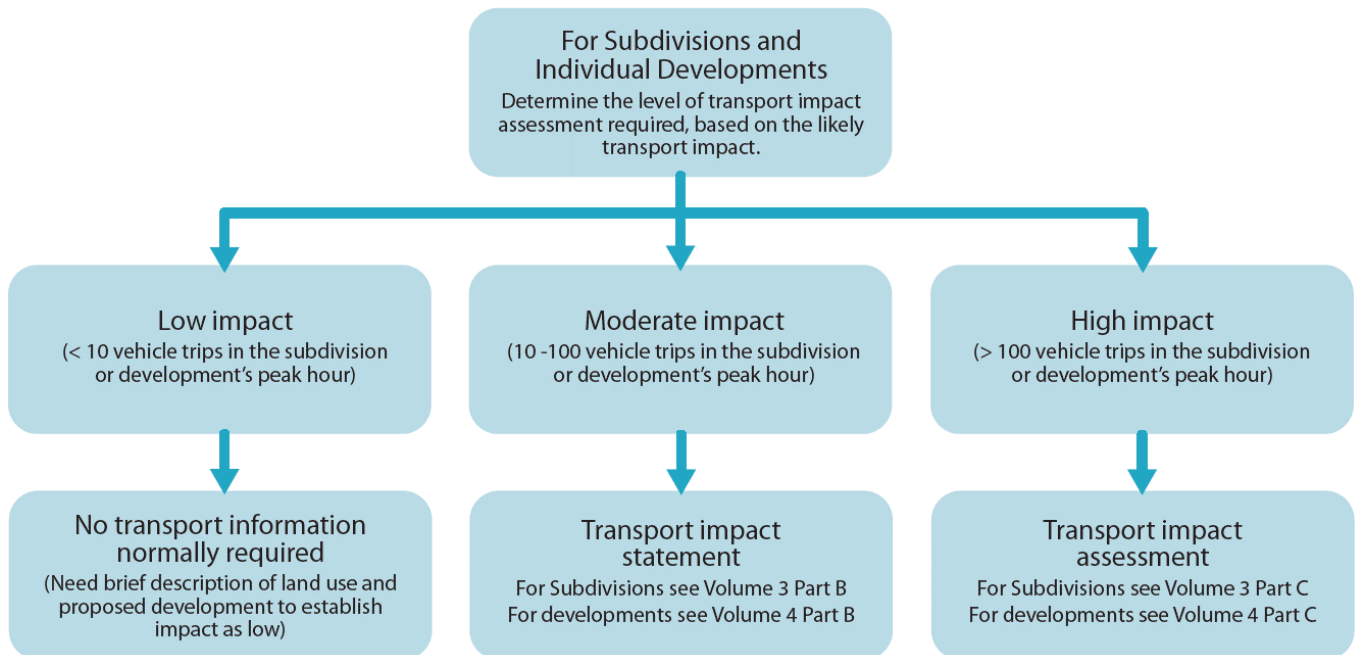 For Subdivisions and
Individual Developments
Determine the level of transport impact
assessment required, based on the likely
transport impact.
Low impact
(< 10 vehicle trips in the subdivision
or development's peak hour)
Moderate impact
(10 -100 vehicle trips in the subdivision
or development's peak hour)
High impact
(> 100 vehicle trips in the subdivision
or development's peak hour)
No transport information
normally required
(Need brief description of land use and
proposed development to establish
impact as low)
Transport impact
statement
For Subdivisions see Volume 3 Part B
For developments see Volume 4 Part B
Transport impact
assessment
For Subdivisions see Volume 3 Part C
For developments see Volume 4 Part C